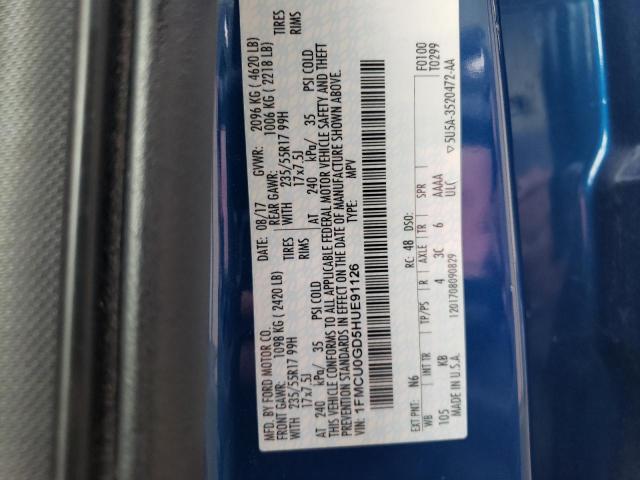 MFD. BY FORD MOTOR CO.
DATE: 08/17 GVWR: 2096 KG ( 4620 LB)
FRONT GAWR: 1098 KG ( 2420 LB) REAR GAWR: 1006 KG ( 2218 LB)
WITH 235/55R17 99H TIRES WITH 235/55R17 99H TIRES
17x7.5J RIMS 17x7.5J RIMS
AT 240 kPa/ 35 PSI COLD AT 240 kPa/ 35 PSI COLD
THIS VEHICLE CONFORMS TO ALL APPLICABLE FEDERAL MOTOR VEHICLE SAFETY AND THEFT
PREVENTION STANDARDS IN EFFECT ON THE DATE OF MANUFACTURE SHOWN ABOVE.
VIN: 1FMCU0GD5HUE91126 TYPE: MPV
F0100
T0299
EXT PNT: N6 RC: 4B DSO:
WB INT TR TP/PS R AXLE TR SPR
105 KB 4 3C 6 AAAA
ULC
MADE IN U.S.A. 1201708090829 ▽5U5A-3520472-AA